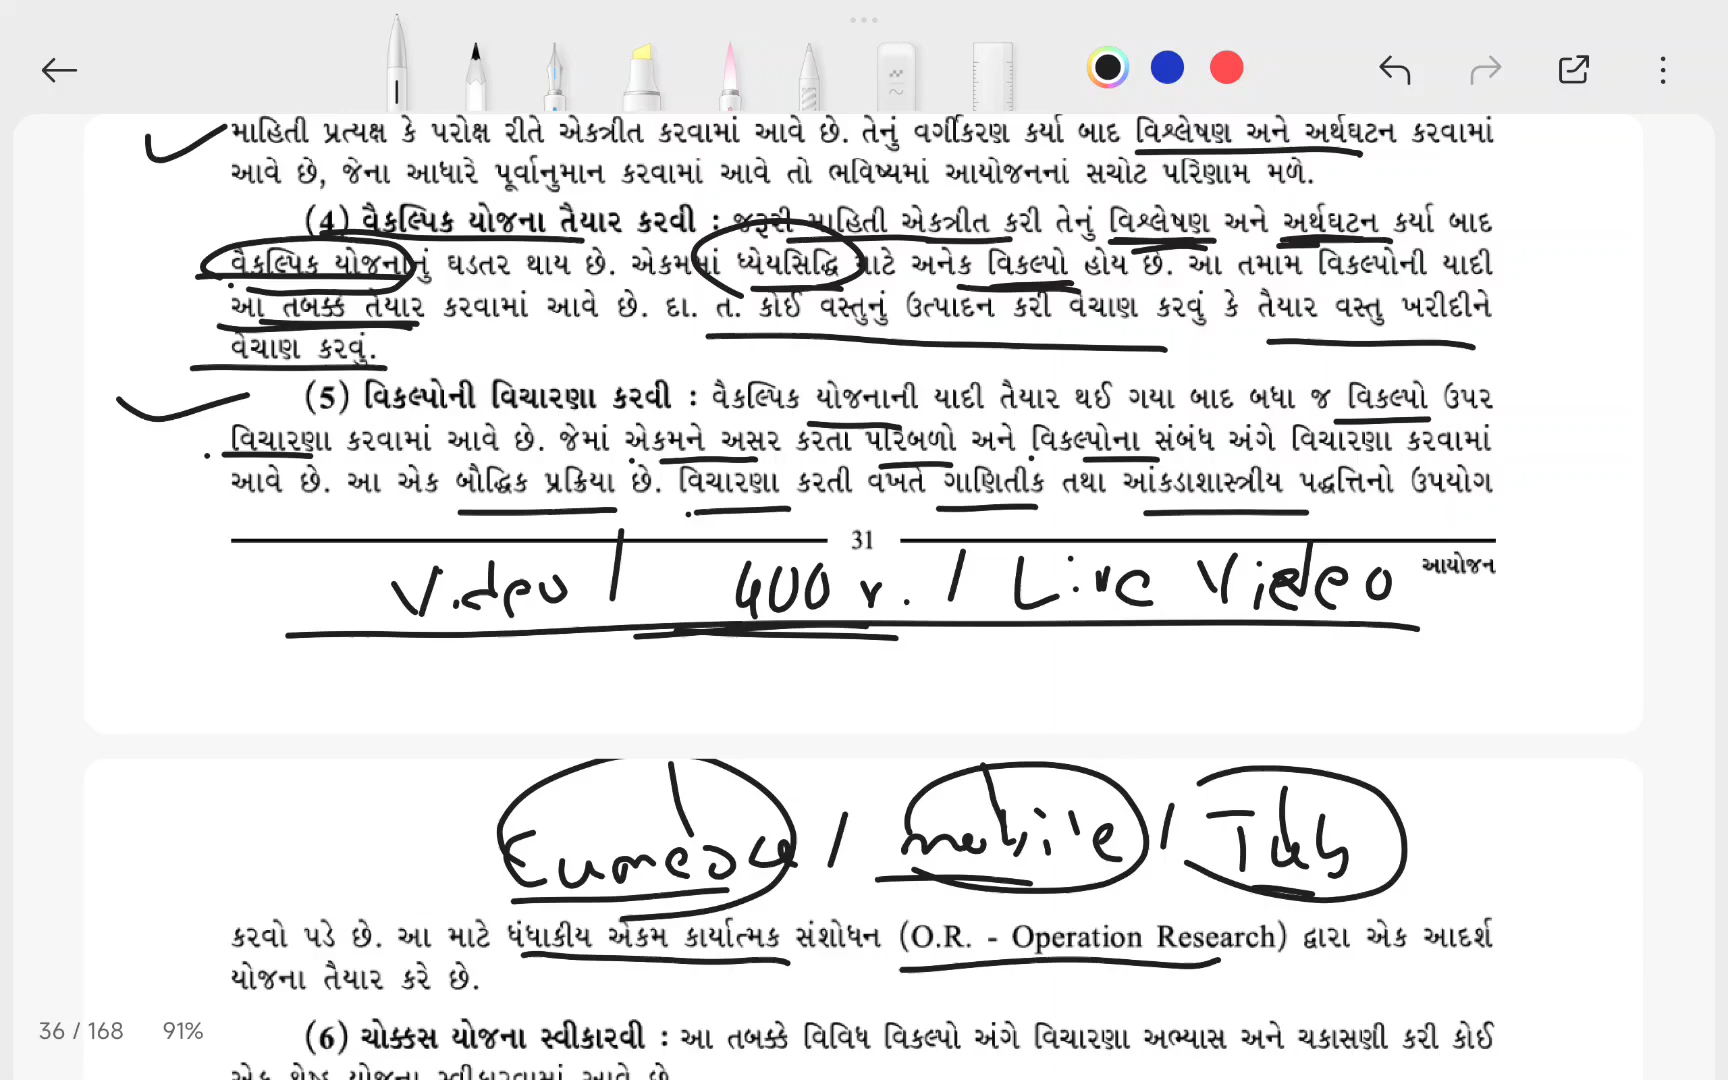 માહિતી પ્રત્યક્ષ કે પરોક્ષ રીતે એકત્રીત કરવામાં આવે છે. તેનું વર્ગીકરણ કર્યા બાદ વિશ્લેષણ અને અર્થઘટન કરવામાં
આવે છે, જેના આધારે પૂર્વાનુમાન કરવામાં આવે તો ભવિષ્યમાં આયોજનનાં સચોટ પરિણામ મળે.
(4) વૈકલ્પિક યોજના તૈયાર કરવી : જરૂરી માહિતી એકત્રીત કરી તેનું વિશ્લેષણ અને અર્થઘટન કર્યા બાદ
વૈકલ્પિક યોજનાનું ઘડતર થાય છે. એકમમાં ધ્યેયસિદ્ધિ માટે અનેક વિકલ્પો હોય છે. આ તમામ વિકલ્પોની યાદી
આ તબક્કે તૈયાર કરવામાં આવે છે. દા. ત. કોઈ વસ્તુનું ઉત્પાદન કરી વેચાણ કરવું કે તૈયાર વસ્તુ ખરીદીને
વેચાણ કરવું.
(5) વિકલ્પોની વિચારણા કરવી : વૈકલ્પિક યોજનાની યાદી તૈયાર થઈ ગયા બાદ બધા જ વિકલ્પો ઉપર
વિચારણા કરવામાં આવે છે. જેમાં એકમને અસર કરતા પરિબળો અને વિકલ્પોના સંબંધ અંગે વિચારણા કરવામાં
આવે છે. આ એક બૌદ્ધિક પ્રક્રિયા છે. વિચારણા કરતી વખતે ગાણિતીક તથા આંકડાશાસ્ત્રીય પદ્ધત્તિનો ઉપયોગ
31
આયોજન
Video / 400 r. / Live Video
/ mobile / Tab
કરવો પડે છે. આ માટે ધંધાકીય એકમ કાર્યાત્મક સંશોધન (O.R. - Operation Research) દ્વારા એક આદર્શ
યોજના તૈયાર કરે છે.
(6) ચોક્કસ યોજના સ્વીકારવી : આ તબક્કે વિવિધ વિકલ્પો અંગે વિચારણા અભ્યાસ અને ચકાસણી કરી કોઈ
એક શ્રેષ્ઠ યોજના સ્વીકારવામાં આવે છે.
36 / 168 91%